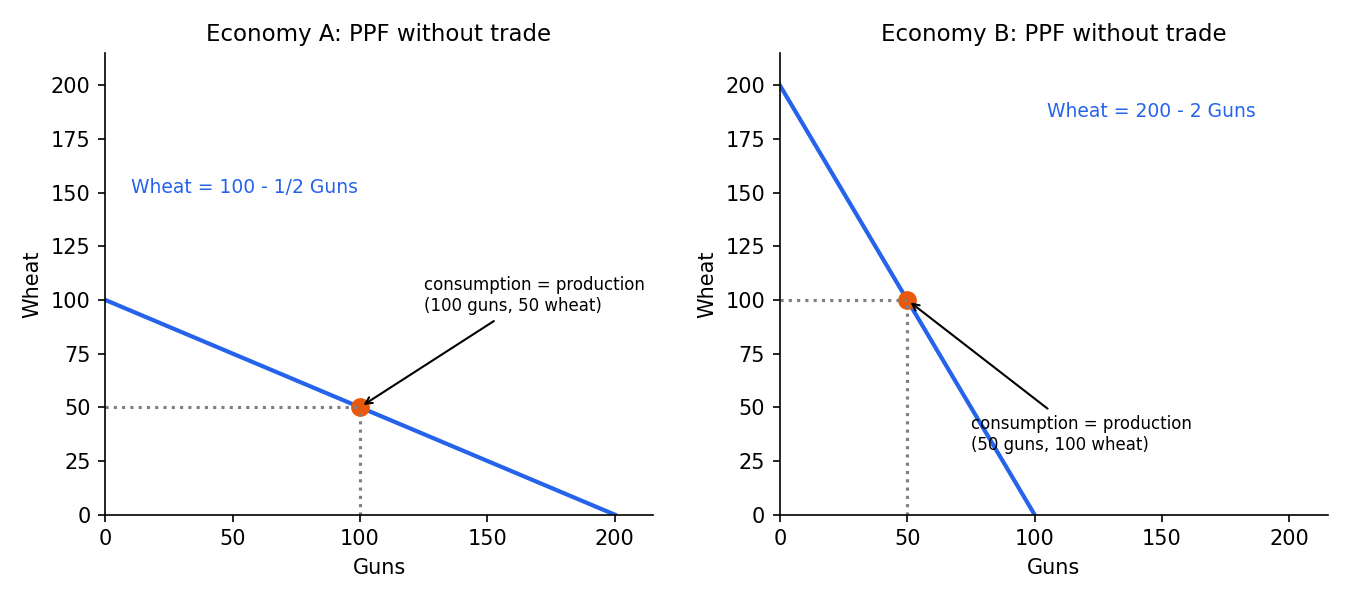 Economy A: PPF without trade
200
175
150
125
100
75
50
25
0
Wheat
Wheat = 100 - 1/2 Guns
consumption = production
(100 guns, 50 wheat)
0
50
100
150
200
Guns
Economy B: PPF without trade
200
175
150
125
100
75
50
25
0
Wheat
Wheat = 200 - 2 Guns
consumption = production
(50 guns, 100 wheat)
0
50
100
150
200
Guns